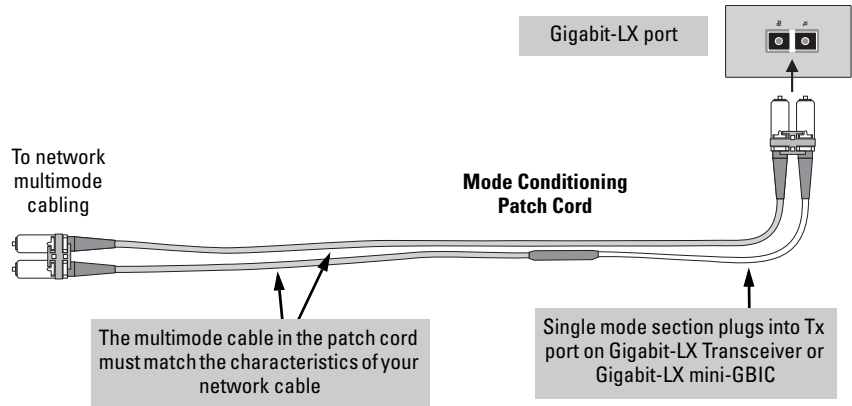 Gigabit-LX port
To network
multimode
cabling
Mode Conditioning
Patch Cord
The multimode cable in the patch cord
must match the characteristics of your
network cable
Single mode section plugs into Tx
port on Gigabit-LX Transceiver or
Gigabit-LX mini-GBIC